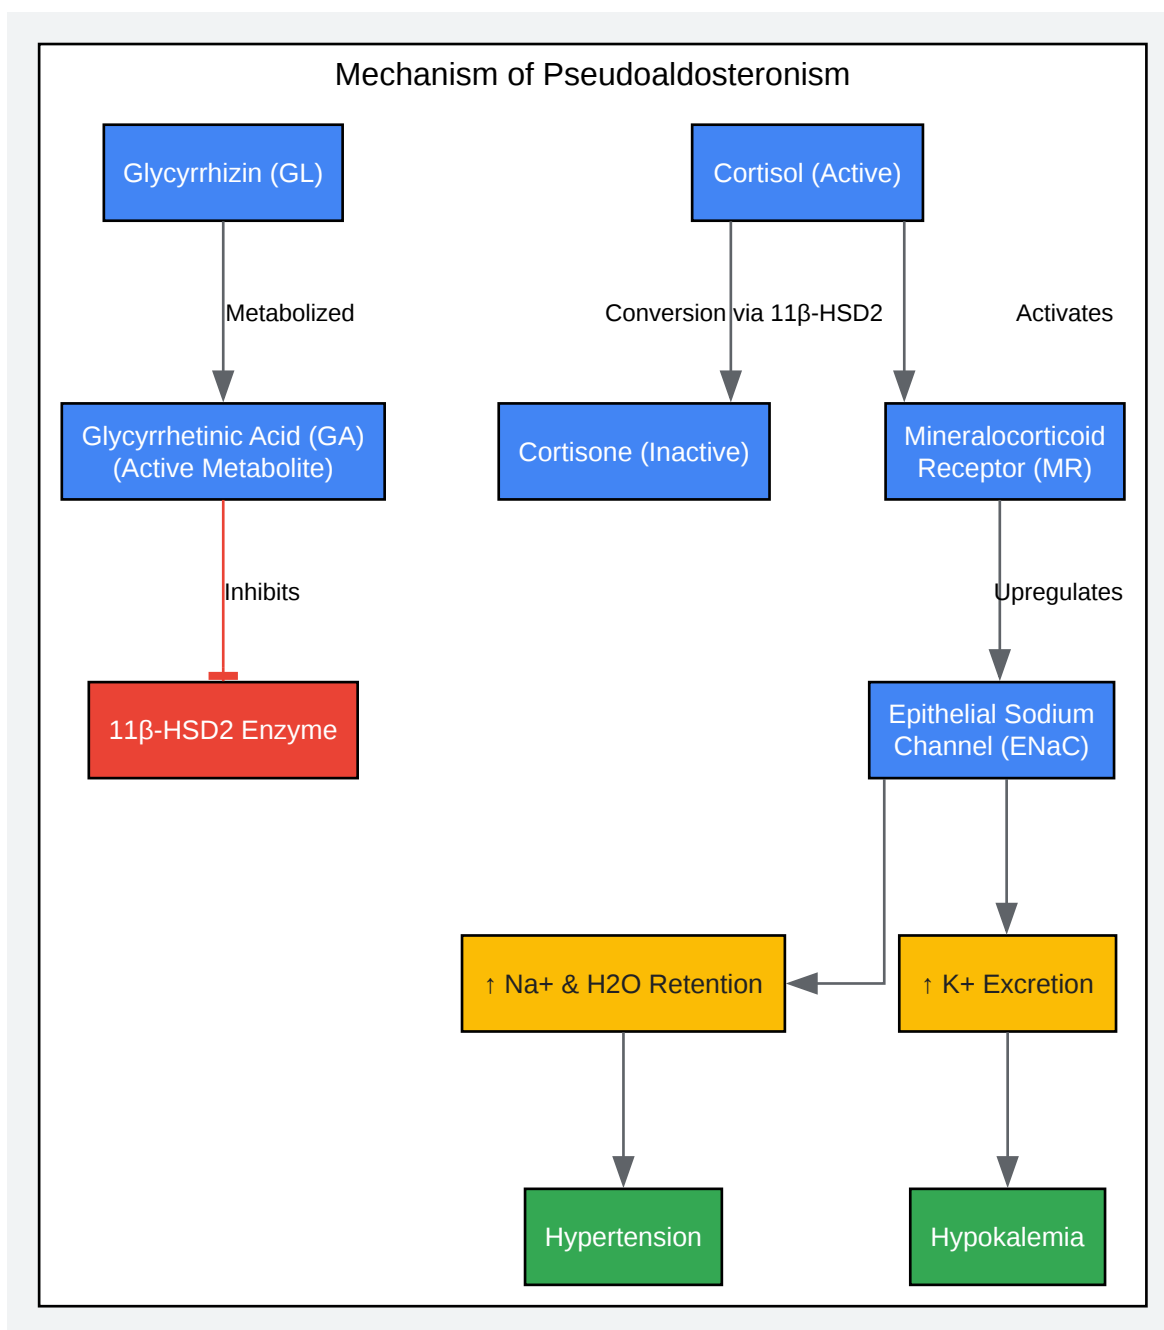 Mechanism of Pseudoaldosteronism
Glycyrrhizin (GL)
Cortisol (Active)
Metabolized
Conversion via 11β-HSD2
Activates
Glycyrrhetinic Acid (GA)
(Active Metabolite)
Cortisone (Inactive)
Mineralocorticoid
Receptor (MR)
Inhibits
Upregulates
11β-HSD2 Enzyme
Epithelial Sodium
Channel (ENaC)
↑ Na+ & H2O Retention
↑ K+ Excretion
Hypertension
Hypokalemia